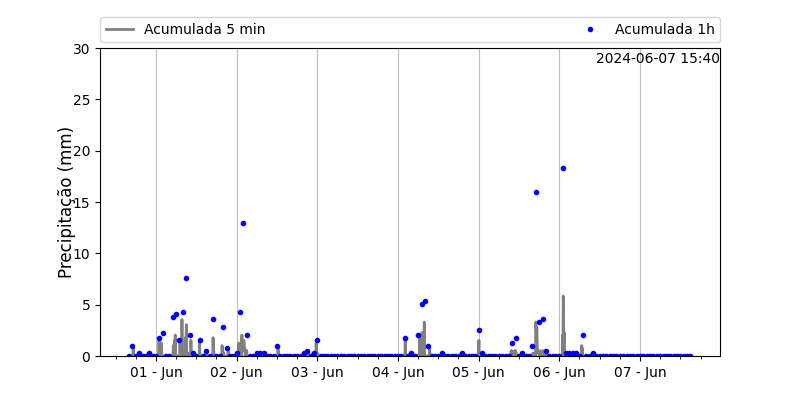 Acumulada 5 min
Acumulada 1h
2024-06-07 15:40
Precipitação (mm)
30
25
20
15
10
5
0
01 - Jun
02 - Jun
03 - Jun
04 - Jun
05 - Jun
06 - Jun
07 - Jun